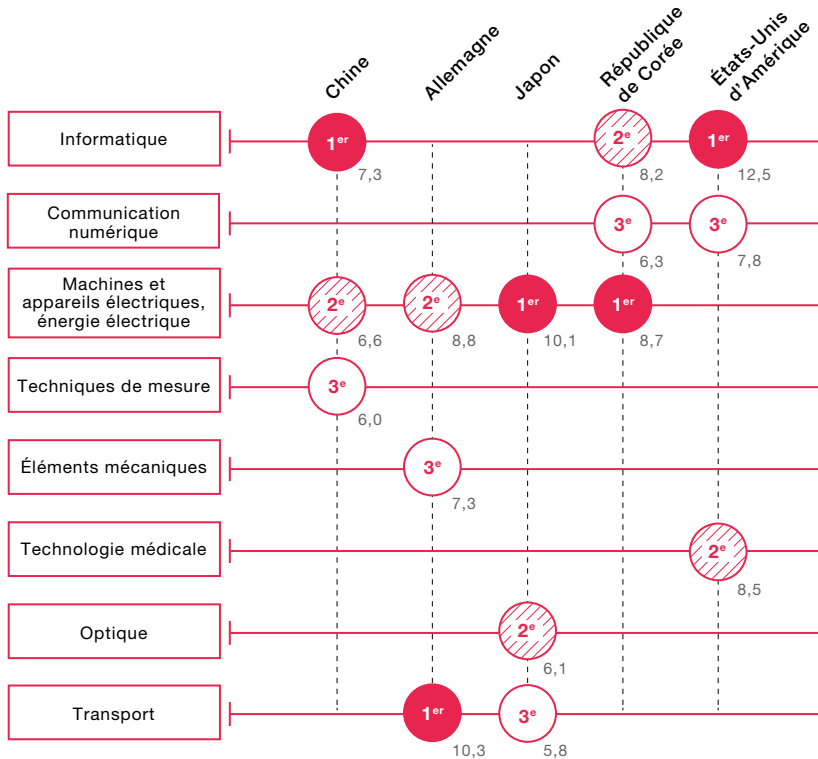 Chine
Allemagne
Japon
République
de Corée
États-Unis
d'Amérique
Informatique
1er
7,3
2e
8,2
1er
12,5
Communication
numérique
3e
6,3
3e
7,8
Machines et
appareils électriques,
énergie électrique
2e
6,6
2e
8,8
1er
10,1
1er
8,7
Techniques de mesure
3e
6,0
Éléments mécaniques
3e
7,3
Technologie médicale
2e
8,5
Optique
2e
6,1
Transport
1er
10,3
3e
5,8